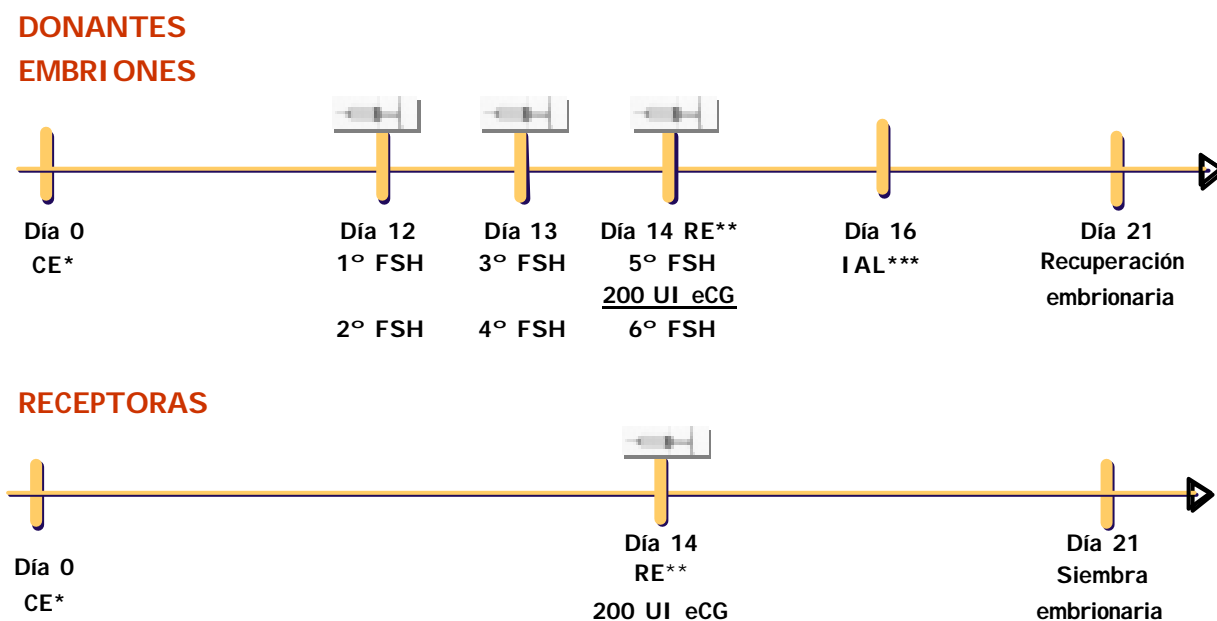 DONANTES
EMBRIONES
Día 0
CE*
Día 12
1º FSH
2º FSH
Día 13
3º FSH
4º FSH
Día 14 RE**
5º FSH
200 UI eCG
6º FSH
Día 16
IAL***
Día 21
Recuperación
embrionaria
RECEPTORAS
Día 0
CE*
Día 14
RE**
200 UI eCG
Día 21
Siembra
embrionaria